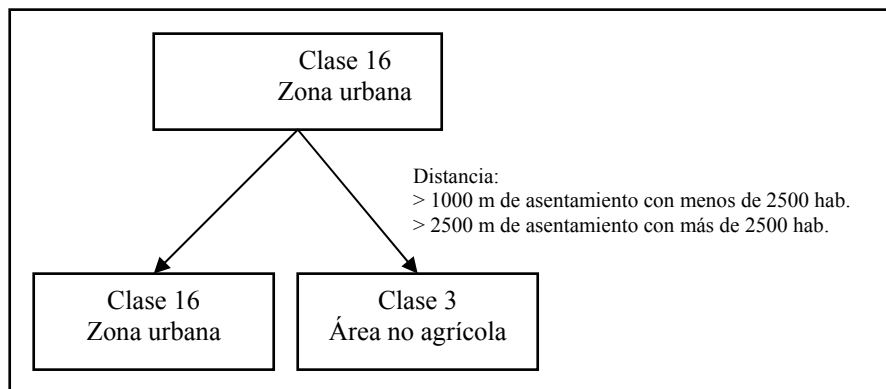 Clase 16
Zona urbana
Distancia:
> 1000 m de asentamiento con menos de 2500 hab.
> 2500 m de asentamiento con más de 2500 hab.
Clase 16
Zona urbana
Clase 3
Área no agrícola